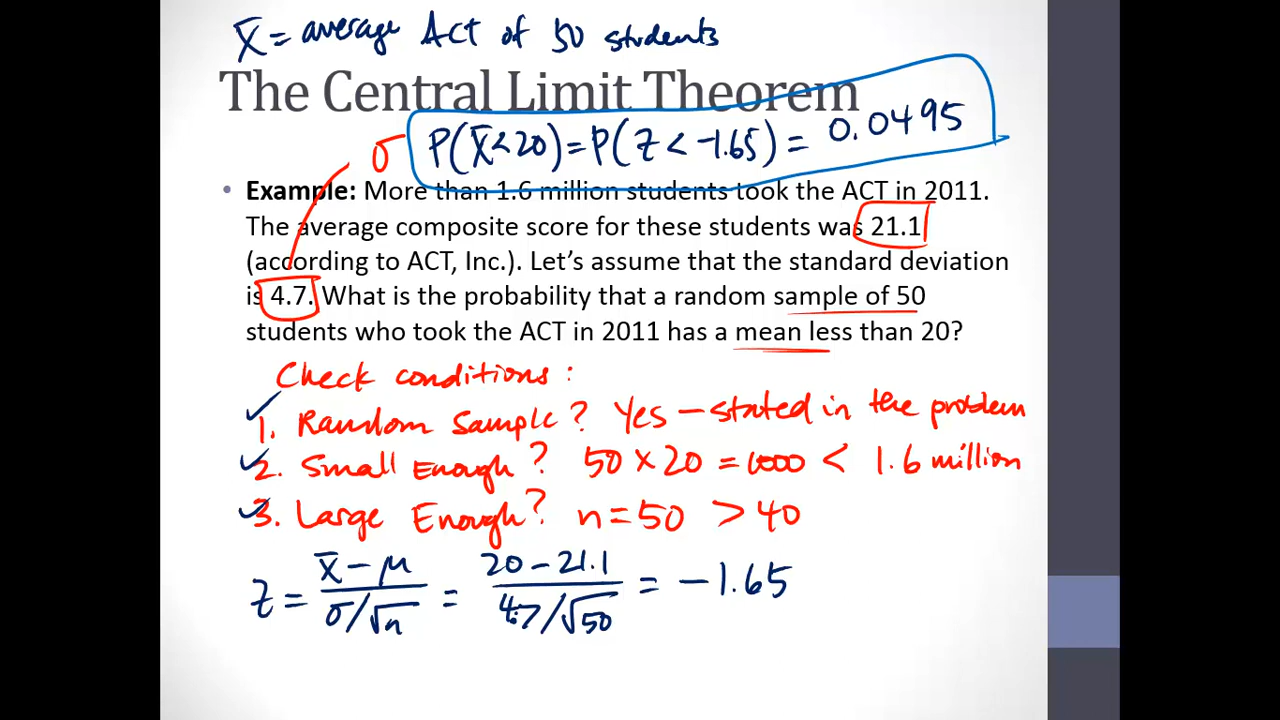 X̄ = average ACT of 50 students
The Central Limit Theorem
σ P(X̄<20)=P(Z<-1.65)= 0.0495
• Example: More than 1.6 million students took the ACT in 2011.
The average composite score for these students was 21.1
(according to ACT, Inc.). Let's assume that the standard deviation
is 4.7. What is the probability that a random sample of 50
students who took the ACT in 2011 has a mean less than 20?
Check conditions:
✓ 1. Random Sample? Yes – stated in the problem
✓ 2. Small Enough? 50 × 20 = 1000 < 1.6 million
✓ 3. Large Enough? n = 50 > 40
Z = (X̄ – μ)/(σ/√n) = (20 – 21.1)/(4.7/√50) = –1.65